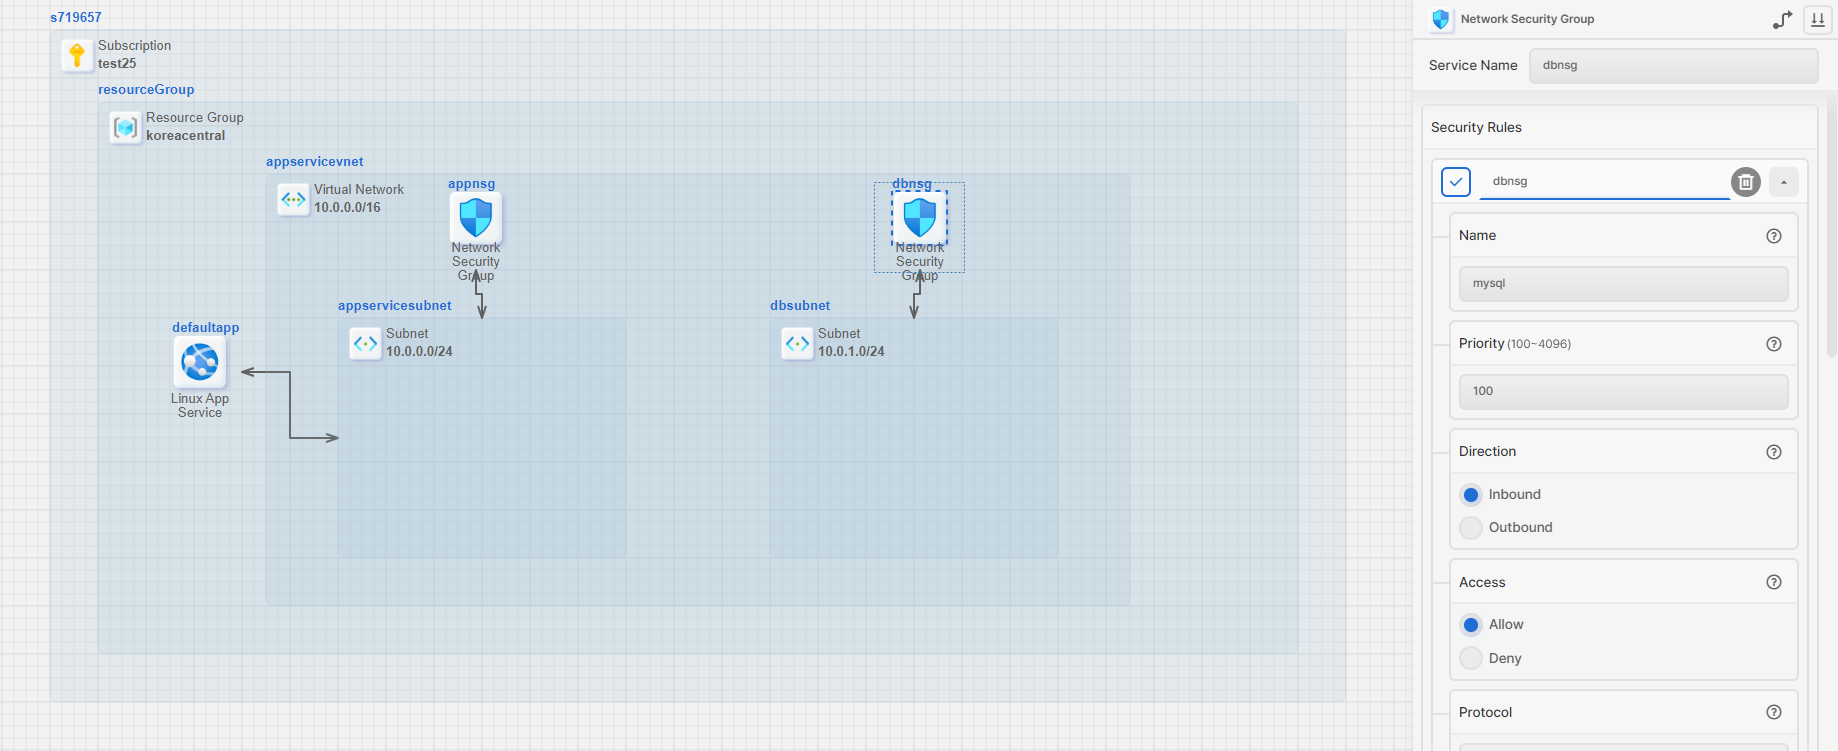 s719657
Subscription
test25
resourceGroup
Resource Group
koreacentral
appservicevnet
Virtual Network
10.0.0.0/16
appnsg
Network
Security
Group
dbnsg
Network
Security
Group
appservicesubnet
Subnet
10.0.0.0/24
dbsubnet
Subnet
10.0.1.0/24
defaultapp
Linux App
Service
Network Security Group
Service Name
dbnsg
Security Rules
dbnsg
Name
?
mysql
Priority (100~4096)
?
100
Direction
?
Inbound
Outbound
Access
?
Allow
Deny
Protocol
?